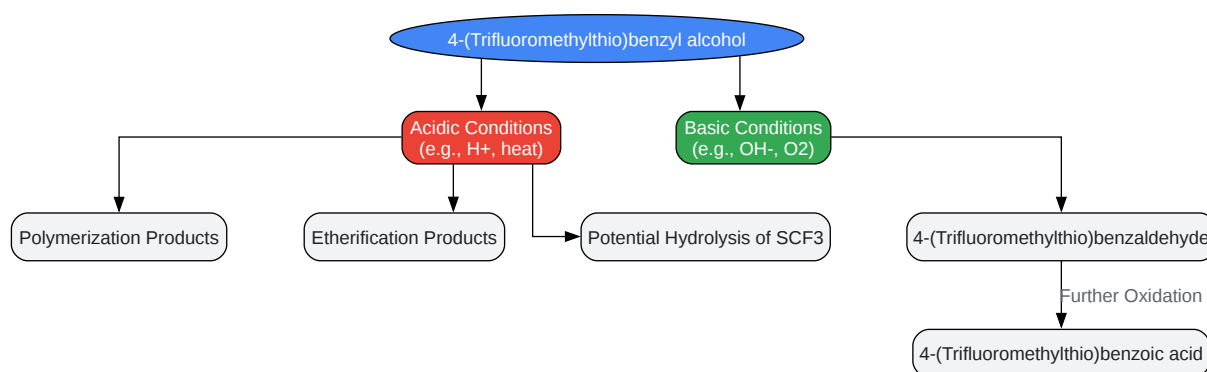 4-(Trifluoromethylthio)benzyl alcohol
Acidic Conditions
(e.g., H+, heat)
Basic Conditions
(e.g., OH-, O2)
Polymerization Products
Etherification Products
Potential Hydrolysis of SCF3
4-(Trifluoromethylthio)benzaldehyde
Further Oxidation
4-(Trifluoromethylthio)benzoic acid